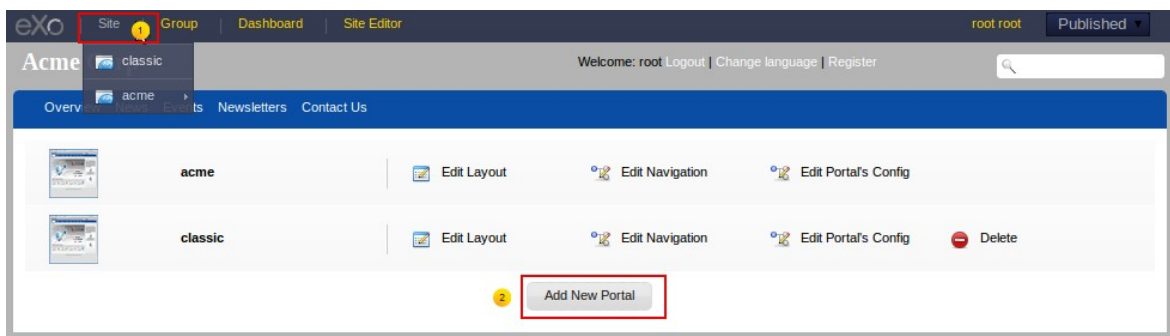 eXo Site 1 Group Dashboard Site Editor root root Published
classic
Acme Welcome: root Logout | Change language | Register
acme
Overview News Events Newsletters Contact Us
acme Edit Layout Edit Navigation Edit Portal's Config
classic Edit Layout Edit Navigation Edit Portal's Config Delete
2 Add New Portal